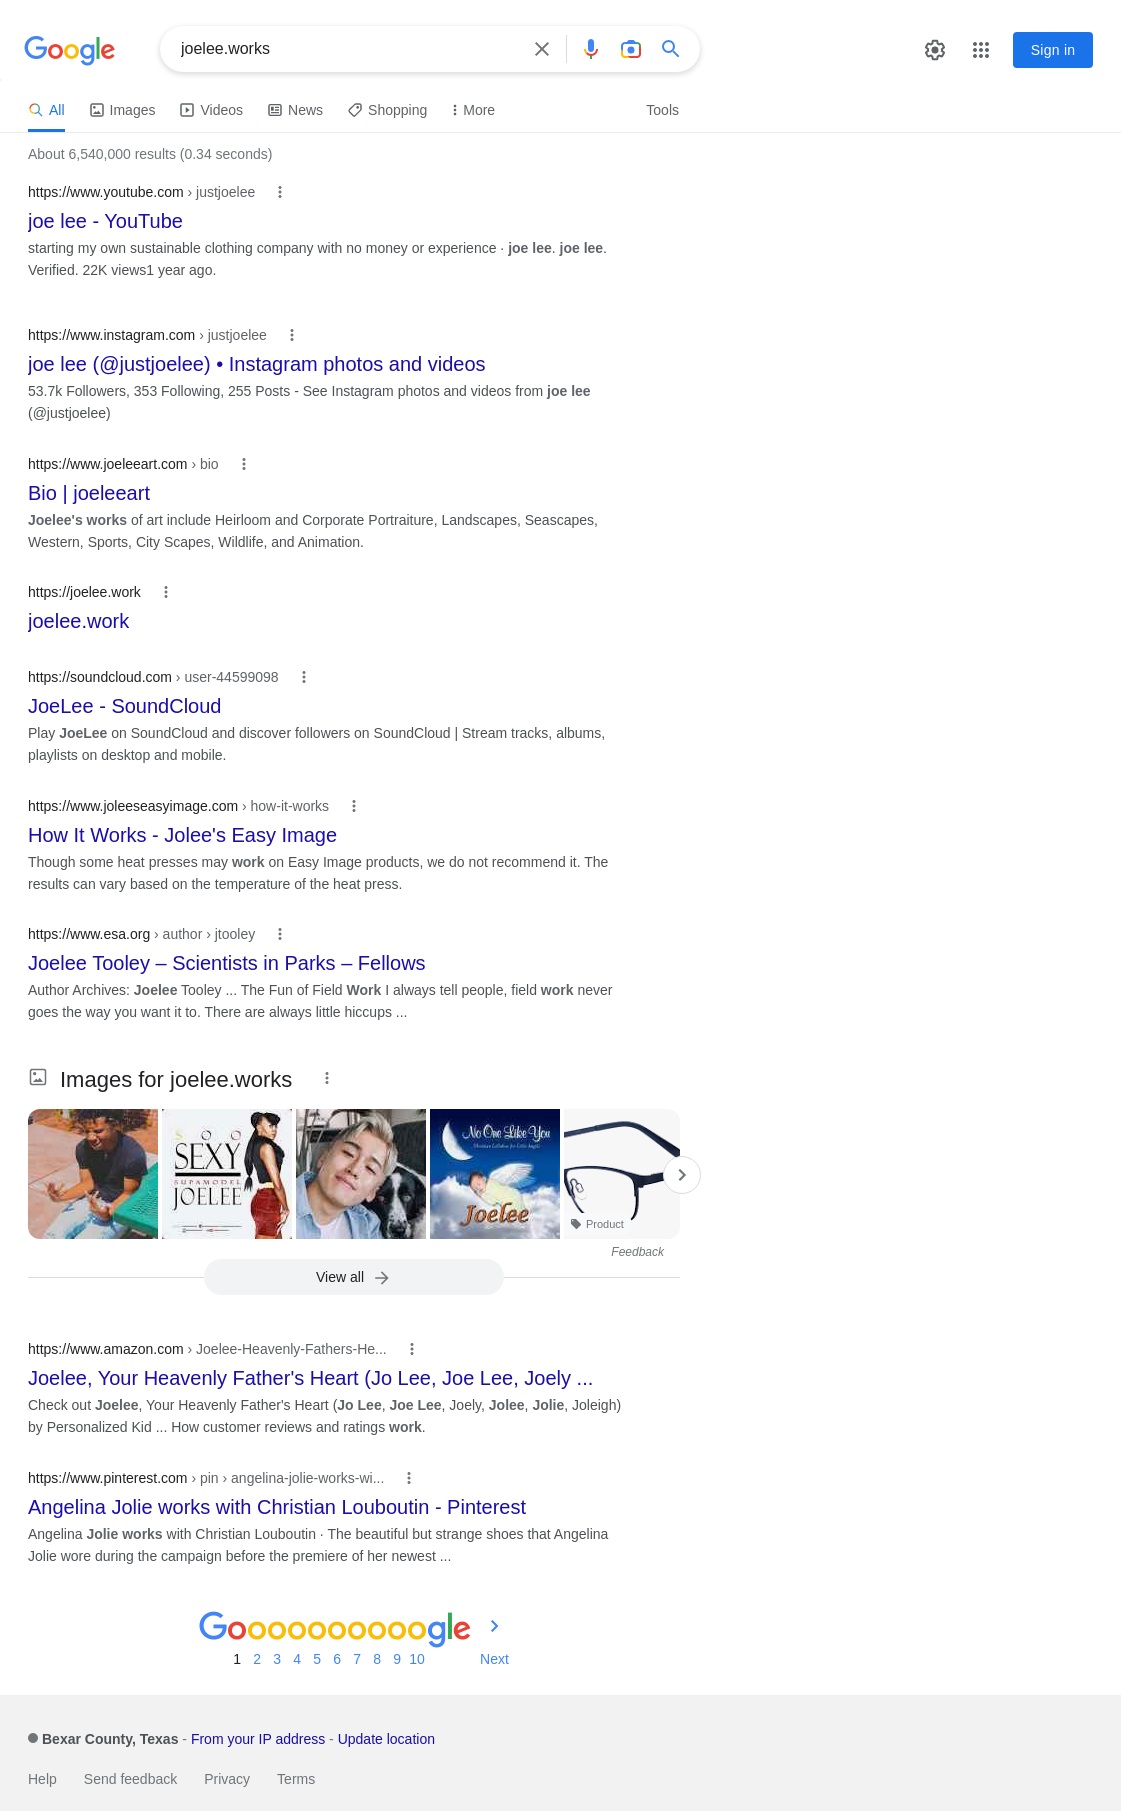 Google
joelee.works
Sign in
All Images Videos News Shopping More Tools
About 6,540,000 results (0.34 seconds)
https://www.youtube.com › justjoelee
joe lee - YouTube
starting my own sustainable clothing company with no money or experience · joe lee. joe lee.
Verified. 22K views1 year ago.
https://www.instagram.com › justjoelee
joe lee (@justjoelee) • Instagram photos and videos
53.7k Followers, 353 Following, 255 Posts - See Instagram photos and videos from joe lee
(@justjoelee)
https://www.joeleeart.com › bio
Bio | joeleeart
Joelee's works of art include Heirloom and Corporate Portraiture, Landscapes, Seascapes,
Western, Sports, City Scapes, Wildlife, and Animation.
https://joelee.work
joelee.work
https://soundcloud.com › user-44599098
JoeLee - SoundCloud
Play JoeLee on SoundCloud and discover followers on SoundCloud | Stream tracks, albums,
playlists on desktop and mobile.
https://www.joleeseasyimage.com › how-it-works
How It Works - Jolee's Easy Image
Though some heat presses may work on Easy Image products, we do not recommend it. The
results can vary based on the temperature of the heat press.
https://www.esa.org › author › jtooley
Joelee Tooley – Scientists in Parks – Fellows
Author Archives: Joelee Tooley ... The Fun of Field Work I always tell people, field work never
goes the way you want it to. There are always little hiccups ...
Images for joelee.works
S O O
SEXY
SUPAMODEL
JOELEE
No One Like You
Joelee
Product
Feedback
View all
https://www.amazon.com › Joelee-Heavenly-Fathers-He...
Joelee, Your Heavenly Father's Heart (Jo Lee, Joe Lee, Joely ...
Check out Joelee, Your Heavenly Father's Heart (Jo Lee, Joe Lee, Joely, Jolee, Jolie, Joleigh)
by Personalized Kid ... How customer reviews and ratings work.
https://www.pinterest.com › pin › angelina-jolie-works-wi...
Angelina Jolie works with Christian Louboutin - Pinterest
Angelina Jolie works with Christian Louboutin · The beautiful but strange shoes that Angelina
Jolie wore during the campaign before the premiere of her newest ...
Goooooooooogle
1 2 3 4 5 6 7 8 9 10 Next
Bexar County, Texas - From your IP address - Update location
Help Send feedback Privacy Terms